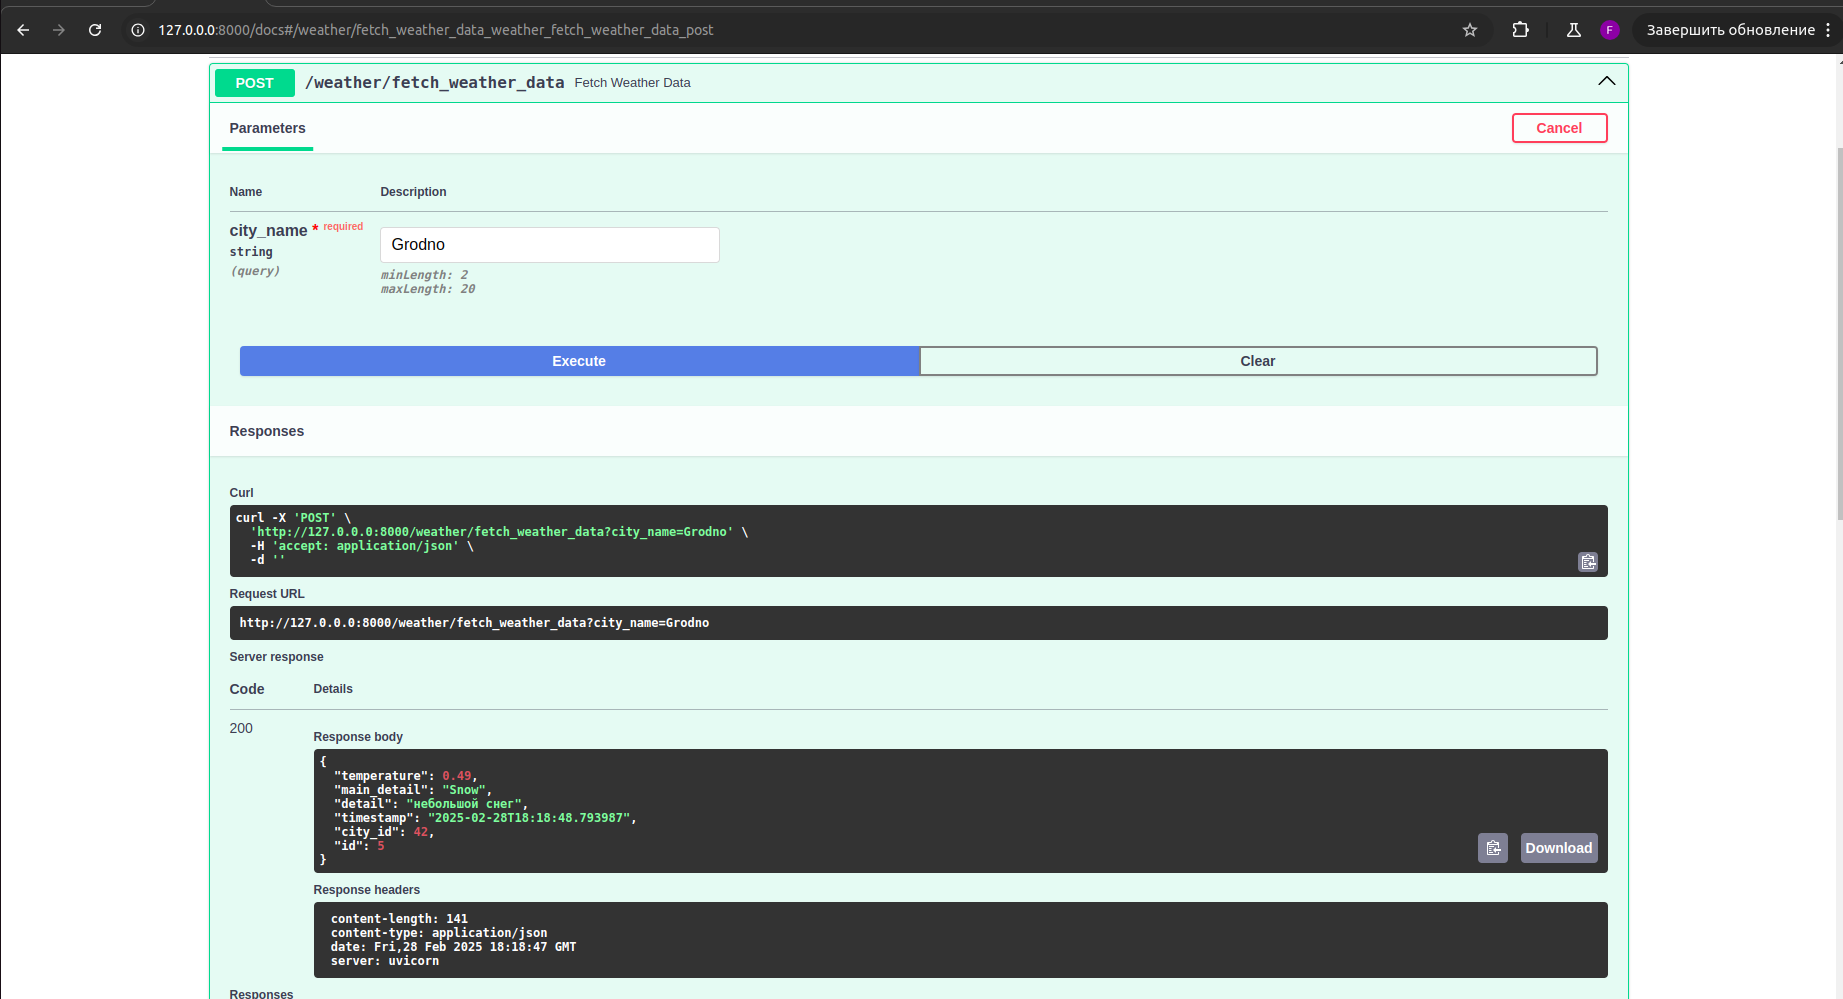 127.0.0.0:8000/docs#/weather/fetch_weather_data_weather_fetch_weather_data_post
F
Завершить обновление
POST /weather/fetch_weather_data Fetch Weather Data
Parameters
Cancel
Name Description
city_name * required
string
(query)
Grodno
minLength: 2
maxLength: 20
Execute
Clear
Responses
Curl
curl -X 'POST' \
'http://127.0.0.0:8000/weather/fetch_weather_data?city_name=Grodno' \
-H 'accept: application/json' \
-d ''
Request URL
http://127.0.0.0:8000/weather/fetch_weather_data?city_name=Grodno
Server response
Code Details
200
Response body
{
"temperature": 0.49,
"main_detail": "Snow",
"detail": "небольшой снег",
"timestamp": "2025-02-28T18:18:48.793987",
"city_id": 42,
"id": 5
}
Download
Response headers
content-length: 141
content-type: application/json
date: Fri,28 Feb 2025 18:18:47 GMT
server: uvicorn
Responses